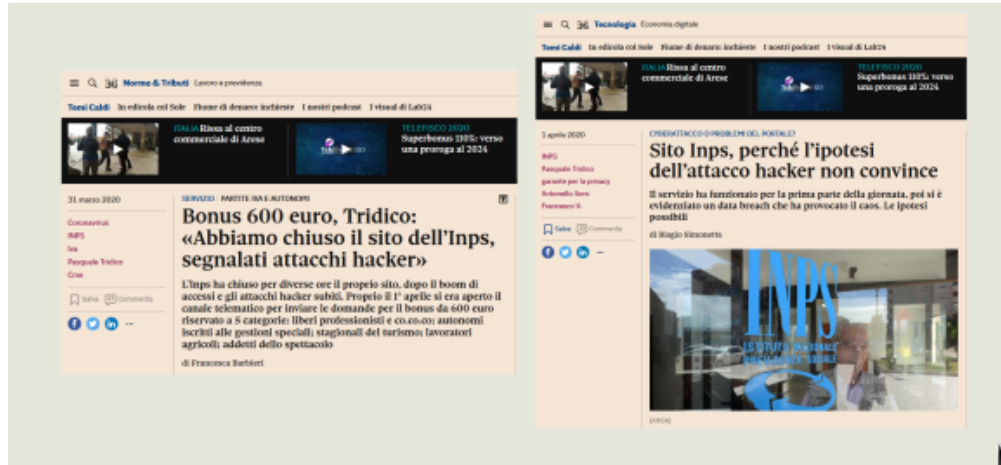 Norme & Tributi Lavoro e previdenza
Temi Caldi In edicola col Sole Fiume di denaro: inchieste I nostri podcast I visual di Lab24
ITALIA Rissa al centro
commerciale di Arese
TELEFISCO 2020
Superbonus 110%: verso
una proroga al 2024
31 marzo 2020
Coronavirus
INPS
Iva
Pasquale Tridico
Crse
Salva Commenta
SERVIZIO PARTITE IVA E AUTONOMI
Bonus 600 euro, Tridico:
«Abbiamo chiuso il sito dell'Inps,
segnalati attacchi hacker»
L'Inps ha chiuso per diverse ore il proprio sito, dopo il boom di
accessi e gli attacchi hacker subiti. Proprio il 1° aprile si era aperto il
canale telematico per inviare le domande per il bonus da 600 euro
riservato a 5 categorie: liberi professionisti e co.co.co; autonomi
iscritti alle gestioni speciali; stagionali del turismo; lavoratori
agricoli; addetti dello spettacolo
di Francesca Barbieri
Tecnologia Economia digitale
Temi Caldi In edicola col Sole Fiume di denaro: inchieste I nostri podcast I visual di Lab24
ITALIA Rissa al centro
commerciale di Arese
TELEFISCO 2020
Superbonus 110%: verso
una proroga al 2024
1 aprile 2020
INPS
Pasquale Tridico
garante per la privacy
Antonello Soro
Francesco V.
Salva Commenta
CYBERATTACCO O PROBLEMI DEL PORTALE?
Sito Inps, perché l'ipotesi
dell'attacco hacker non convince
Il servizio ha funzionato per la prima parte della giornata, poi si è
evidenziato un data breach che ha provocato il caos. Le ipotesi
possibili
di Biagio Simonetta
INPS
ISTITUTO NAZIONALE
PREVIDENZA SOCIALE
(ANSA)